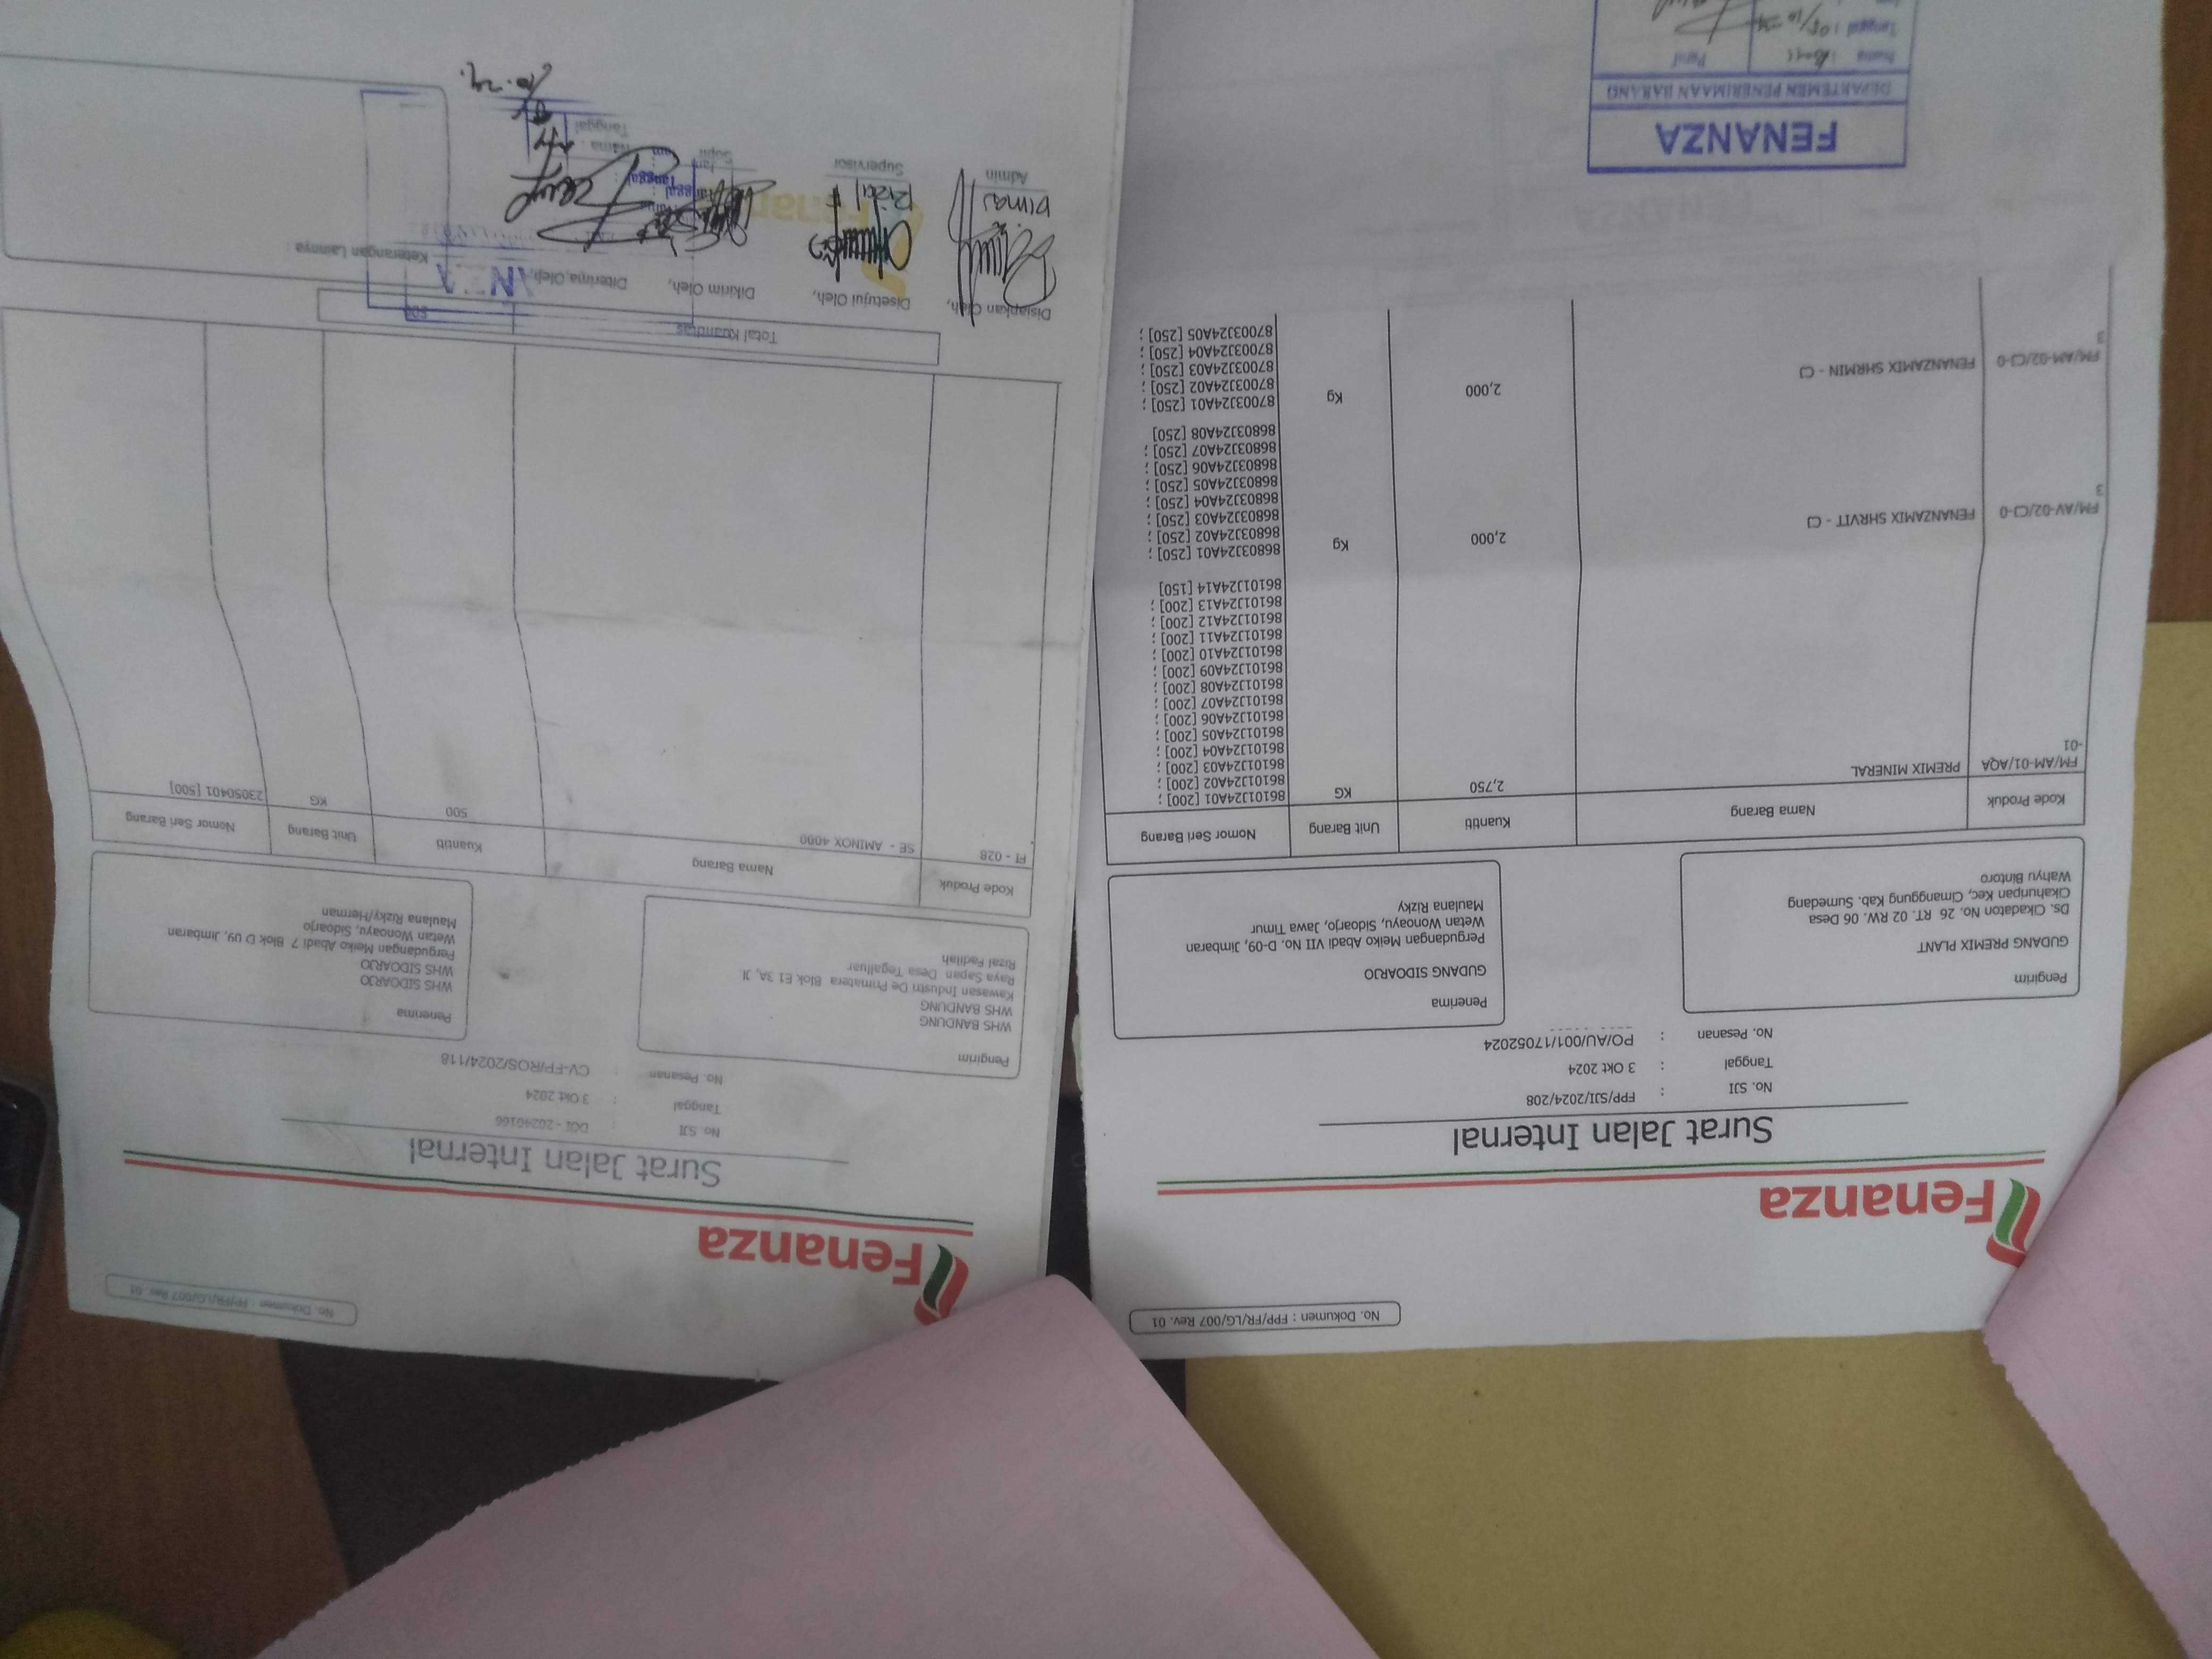 No. Dokumen : FPP/FR/LG/007 Rev. 01
Fenanza
Surat Jalan Internal
No. SJI : FPP/SJI/2024/208
Tanggal : 3 Okt 2024
No. Pesanan : PO/AU/001/17052024
Pengirim
GUDANG PREMIX PLANT
Ds. Cikadaton No. 26 RT. 02 RW. 06 Desa
Cikahuripan Kec, Cimanggung Kab. Sumedang
Wahyu Bintoro
Penerima
GUDANG SIDOARJO
Pergudangan Meiko Abadi VII No. D-09, Jimbaran
Wetan Wonoayu, Sidoarjo, Jawa Timur
Maulana Rizky
Kode Produk Nama Barang Kuantiti Unit Barang Nomor Seri Barang
FM/AM-01/AQA PREMIX MINERAL 2,750 KG 86101J24A01 [200] ;
-01
86101J24A02 [200] ;
86101J24A03 [200] ;
86101J24A04 [200] ;
86101J24A05 [200] ;
86101J24A06 [200] ;
86101J24A07 [200] ;
86101J24A08 [200] ;
86101J24A09 [200] ;
86101J24A10 [200] ;
86101J24A11 [200] ;
86101J24A12 [200] ;
86101J24A13 [200] ;
86101J24A14 [150]
FM/AV-02/CJ-0 FENANZAMIX SHRVIT - CJ 2,000 Kg 86803J24A01 [250] ;
3
86803J24A02 [250] ;
86803J24A03 [250] ;
86803J24A04 [250] ;
86803J24A05 [250] ;
86803J24A06 [250] ;
86803J24A07 [250] ;
86803J24A08 [250]
FM/AM-02/CJ-0 FENANZAMIX SHRMIN - CJ 2,000 Kg 87003J24A01 [250] ;
3
87003J24A02 [250] ;
87003J24A03 [250] ;
87003J24A04 [250] ;
87003J24A05 [250] ;
FENANZA
DEPARTEMEN PENERIMAAN BARANG
Nama : Paraf
Tanggal : 05/10
No. Dokumen : FP/FR/LG/007 Rev. 01
Fenanza
Surat Jalan Internal
No. SJI : DOI - 20240166
Tanggal : 3 Okt 2024
No. Pesanan : CV-FP/ROS/2024/118
Pengirim
WHS BANDUNG
WHS BANDUNG
Kawasan Industri De Primatera Blok E1 3A, Jl.
Raya Sapan Desa Tegalluar
Rizal Fadilah
Penerima
WHS SIDOARJO
WHS SIDOARJO
Pergudangan Meiko Abadi 7 Blok D 09, Jimbaran
Wetan Wonoayu, Sidoarjo
Maulana Rizky/Herman
Kode Produk Nama Barang Kuantiti Unit Barang Nomor Seri Barang
FI - 028 SE - AMINOX 4000 500 KG 23050401 [500]
Total Kuantitas 500
Disiapkan Oleh, Disetujui Oleh, Dikirim Oleh, Diterima Oleh, Keterangan Lainnya :
Dimas Rizal F
Admin Supervisor Sopir
Tanggal :
Tanggal :
Jam
Nama :
Tanggal
/10.24.